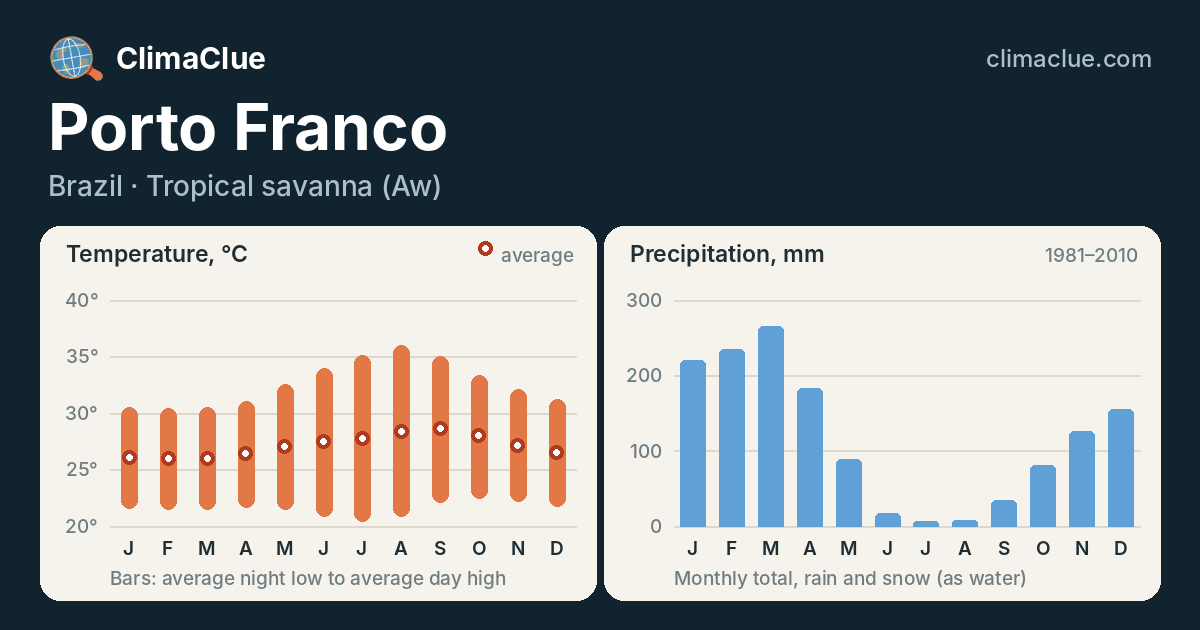 ClimaClue
climaclue.com
Porto Franco
Brazil · Tropical savanna (Aw)
Temperature, °C
average
40°
35°
30°
25°
20°
J F M A M J J A S O N D
Bars: average night low to average day high
Precipitation, mm
1981–2010
300
200
100
0
J F M A M J J A S O N D
Monthly total, rain and snow (as water)